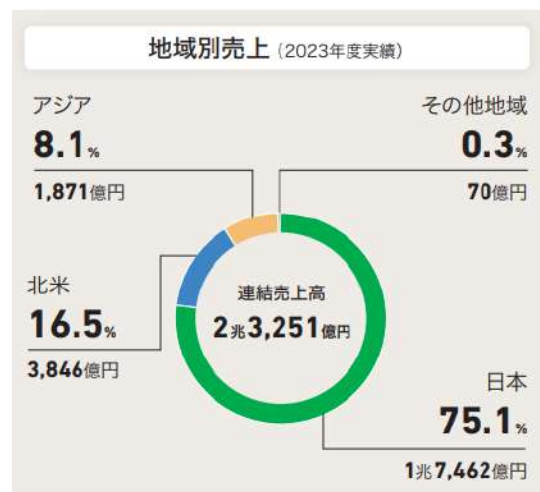 地域別売上（2023年度実績）
アジア
8.1%
1,871億円
その他地域
0.3%
70億円
北米
16.5%
3,846億円
連結売上高
2兆3,251億円
日本
75.1%
1兆7,462億円